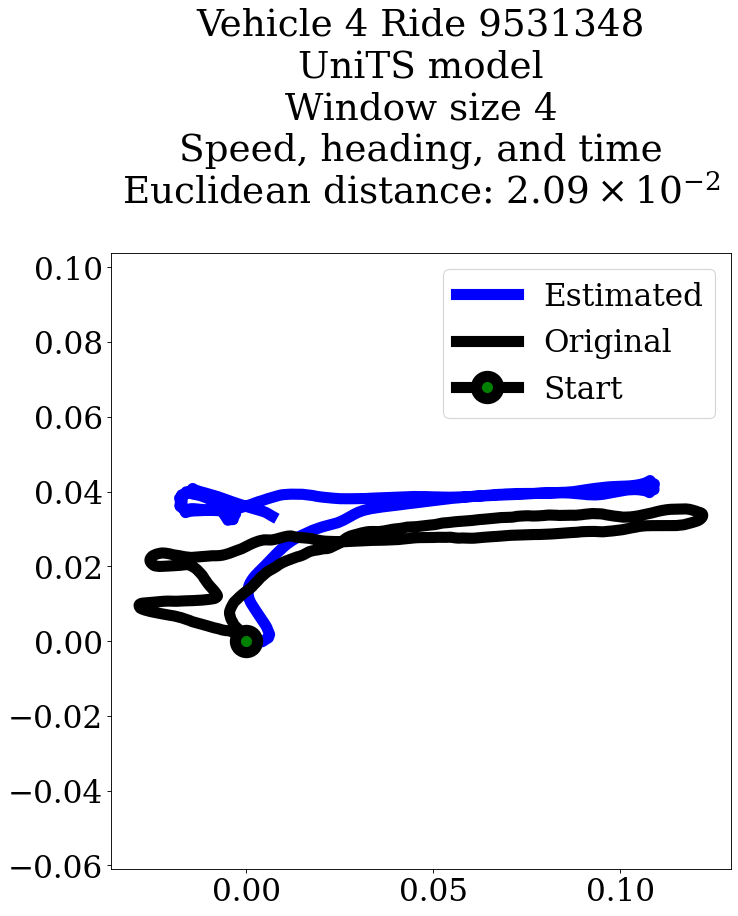 Vehicle 4 Ride 9531348
UniTS model
Window size 4
Speed, heading, and time
Euclidean distance: 2.09 × 10⁻²
0.10
0.08
0.06
0.04
0.02
0.00
−0.02
−0.04
−0.06
Estimated
Original
Start
0.00 0.05 0.10